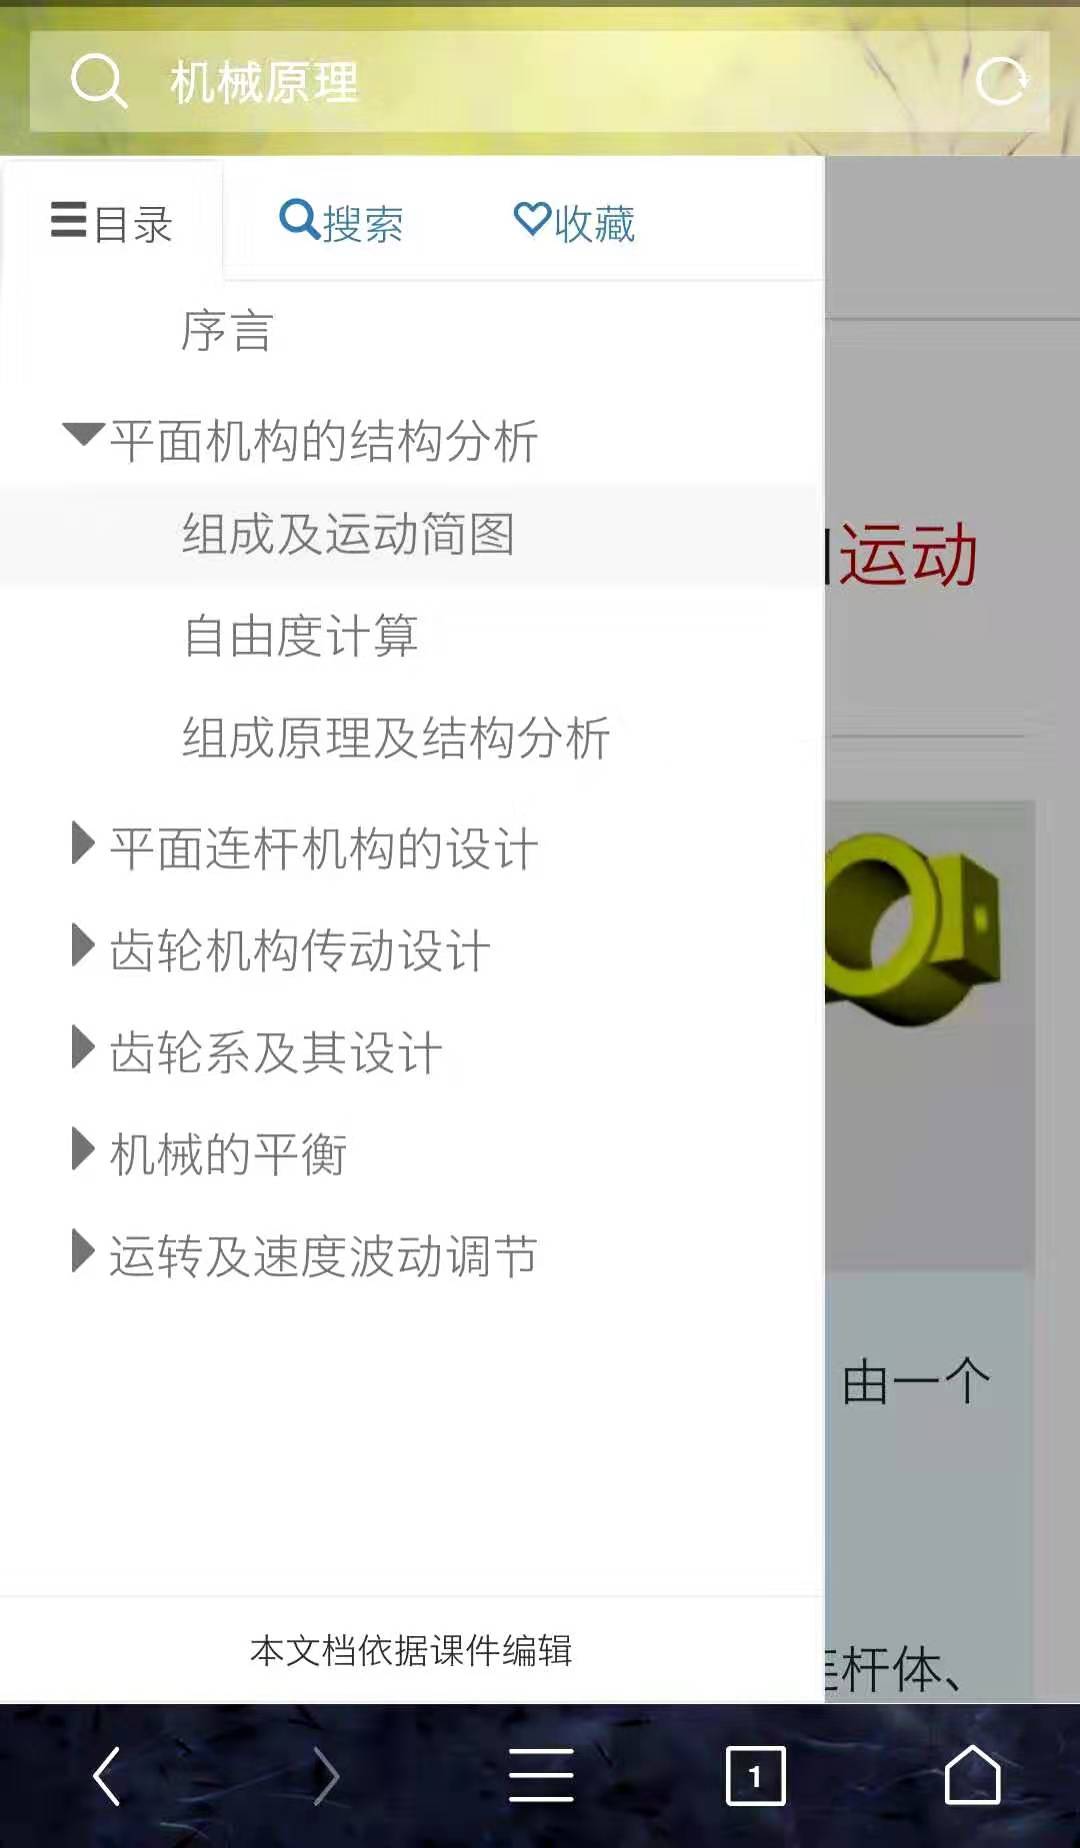 机械原理
目录 搜索 收藏
序言
平面机构的结构分析
组成及运动简图
运动
自由度计算
组成原理及结构分析
平面连杆机构的设计
齿轮机构传动设计
齿轮系及其设计
机械的平衡
运转及速度波动调节
由一个
杆体、
本文档依据课件编辑
1